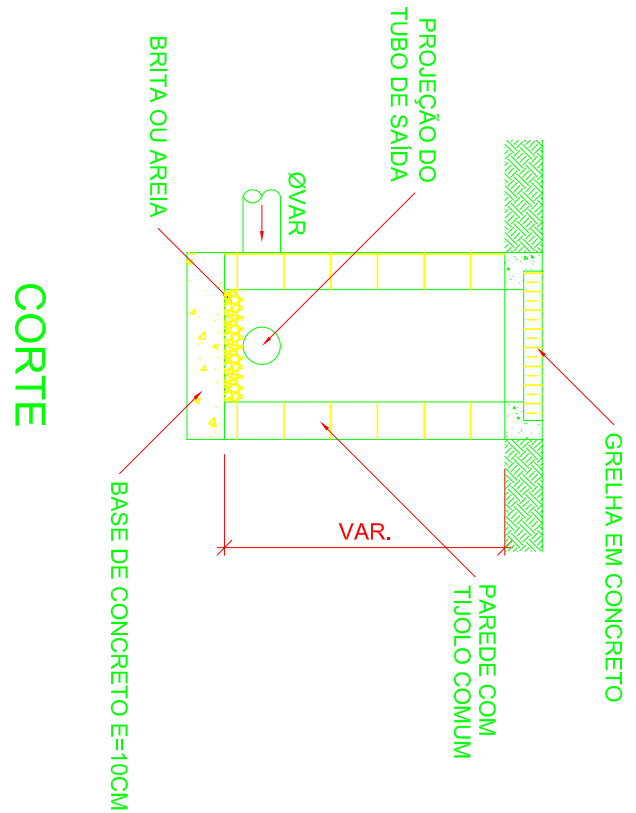 GRELHA EM CONCRETO
PROJEÇÃO DO
TUBO DE SAÍDA
PAREDE COM
TIJOLO COMUM
VAR.
ØVAR
BRITA OU AREIA
BASE DE CONCRETO E=10CM
CORTE